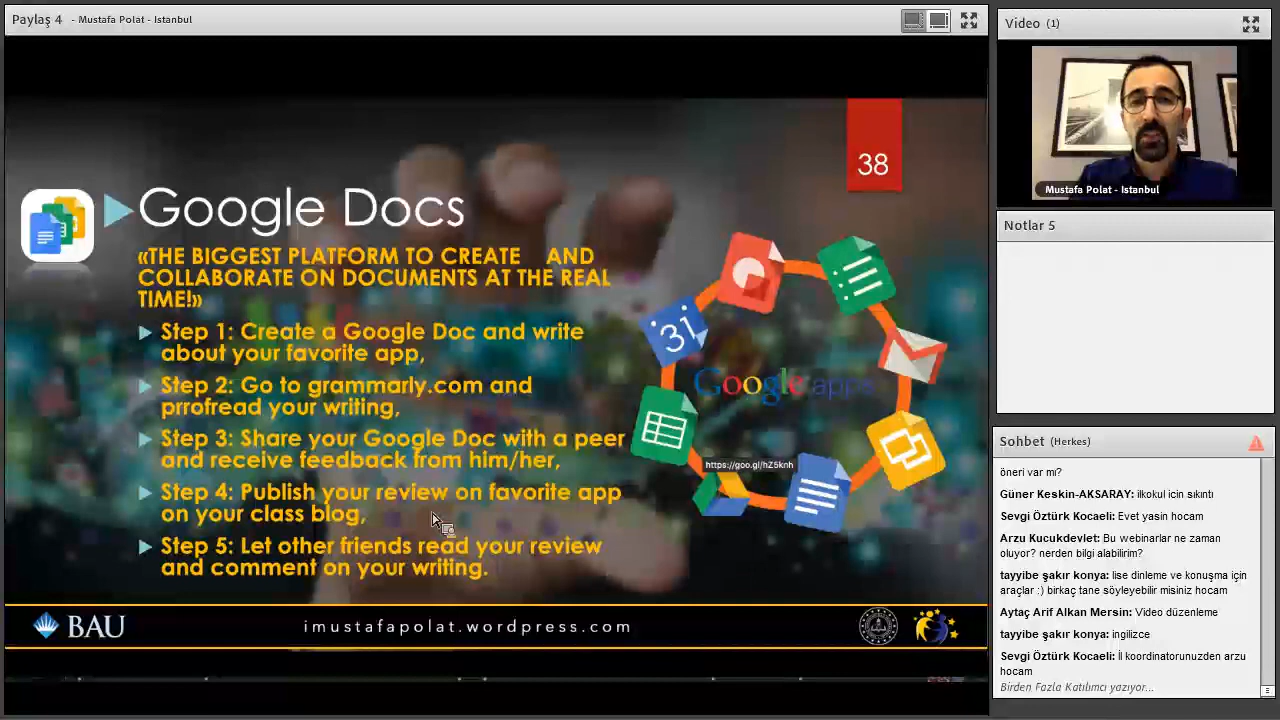 Paylaş 4 - Mustafa Polat - Istanbul
38
Google Docs
«THE BIGGEST PLATFORM TO CREATE AND
COLLABORATE ON DOCUMENTS AT THE REAL
TIME!»
Step 1: Create a Google Doc and write
about your favorite app,
Step 2: Go to grammarly.com and
prrofread your writing,
Step 3: Share your Google Doc with a peer
and receive feedback from him/her,
Step 4: Publish your review on favorite app
on your class blog,
Step 5: Let other friends read your review
and comment on your writing.
31
Google apps
https://goo.gl/hZ5knh
BAU
imustafapolat.wordpress.com
Video (1)
Mustafa Polat - Istanbul
Notlar 5
Sohbet (Herkes)
öneri var mı?
Güner Keskin-AKSARAY: ilkokul icin sıkıntı
Sevgi Öztürk Kocaeli: Evet yasin hocam
Arzu Kucukdevlet: Bu webinarlar ne zaman
oluyor? nerden bilgi alabilirim?
tayyibe şakır konya: lise dinleme ve konuşma için
araçlar :) birkaç tane söyleyebilir misiniz hocam
Aytaç Arif Alkan Mersin: Video düzenleme
tayyibe şakır konya: ingilizce
Sevgi Öztürk Kocaeli: İl koordinatorunuzden arzu
hocam
Birden Fazla Katılımcı yazıyor...